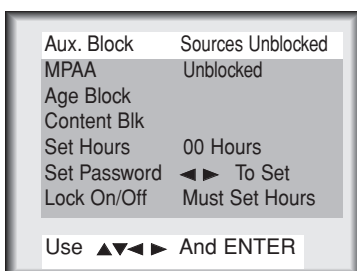 Aux. Block Sources Unblocked
MPAA Unblocked
Age Block
Content Blk
Set Hours 00 Hours
Set Password ◄ ► To Set
Lock On/Off Must Set Hours
Use ▲▼◄ ► And ENTER